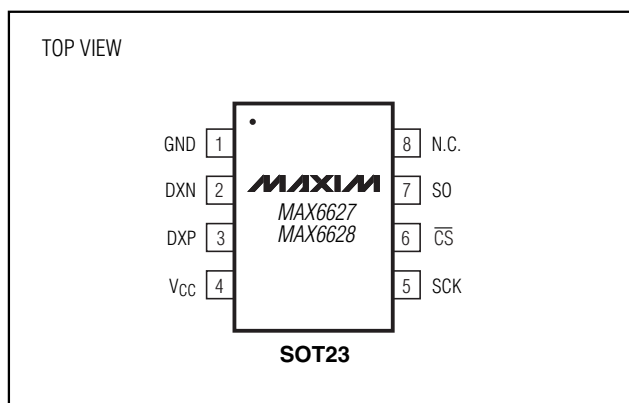 TOP VIEW
GND 1
DXN 2
DXP 3
VCC 4
MAXIM
MAX6627
MAX6628
8 N.C.
7 SO
6 C̅S̅
5 SCK
SOT23